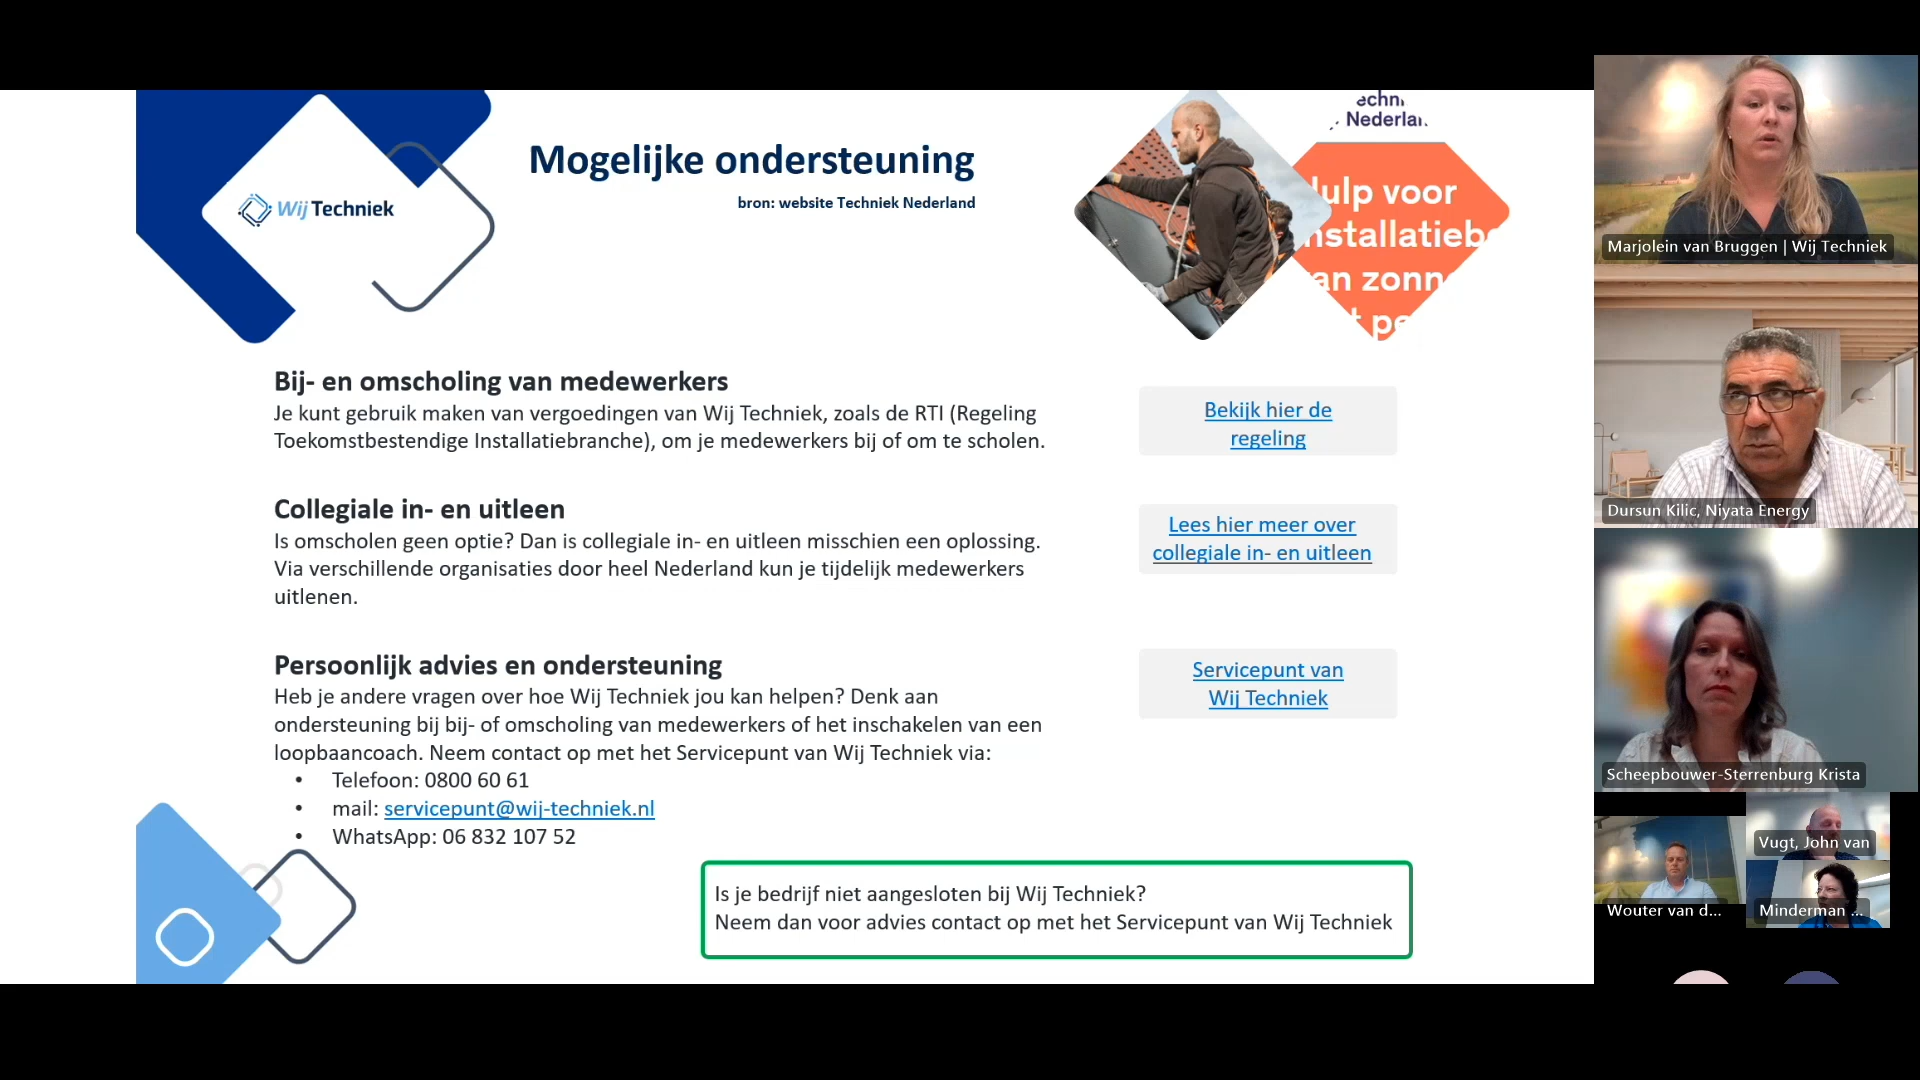 Wij Techniek
Mogelijke ondersteuning
bron: website Techniek Nederland
Nederla
ulp voor
nstallatieb
an zonn
t pe
Bij- en omscholing van medewerkers
Je kunt gebruik maken van vergoedingen van Wij Techniek, zoals de RTI (Regeling
Toekomstbestendige Installatiebranche), om je medewerkers bij of om te scholen.
Bekijk hier de
regeling
Collegiale in- en uitleen
Is omscholen geen optie? Dan is collegiale in- en uitleen misschien een oplossing.
Via verschillende organisaties door heel Nederland kun je tijdelijk medewerkers
uitlenen.
Lees hier meer over
collegiale in- en uitleen
Persoonlijk advies en ondersteuning
Heb je andere vragen over hoe Wij Techniek jou kan helpen? Denk aan
ondersteuning bij bij- of omscholing van medewerkers of het inschakelen van een
loopbaancoach. Neem contact op met het Servicepunt van Wij Techniek via:
• Telefoon: 0800 60 61
• mail: servicepunt@wij-techniek.nl
• WhatsApp: 06 832 107 52
Servicepunt van
Wij Techniek
Is je bedrijf niet aangesloten bij Wij Techniek?
Neem dan voor advies contact op met het Servicepunt van Wij Techniek
Marjolein van Bruggen | Wij Techniek
Dursun Kilic, Niyata Energy
Scheepbouwer-Sterrenburg Krista
Vugt, John van
Wouter van d...
Minderman ...